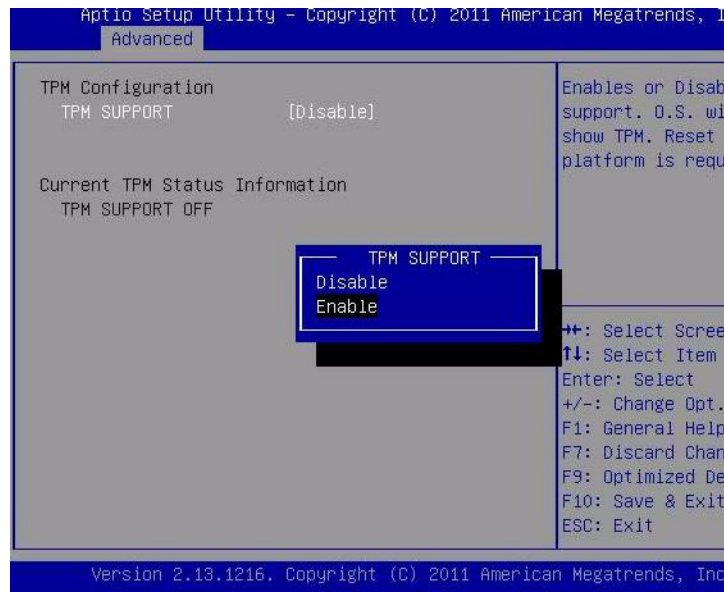 Aptio Setup Utility – Copyright (C) 2011 American Megatrends,
Advanced
TPM Configuration
TPM SUPPORT [Disable]
Current TPM Status Information
TPM SUPPORT OFF
TPM SUPPORT
Disable
Enable
Enables or Disab
support. O.S. wi
show TPM. Reset
platform is requ
→←: Select Scree
↑↓: Select Item
Enter: Select
+/-: Change Opt.
F1: General Help
F7: Discard Chan
F9: Optimized De
F10: Save & Exit
ESC: Exit
Version 2.13.1216. Copyright (C) 2011 American Megatrends, Inc